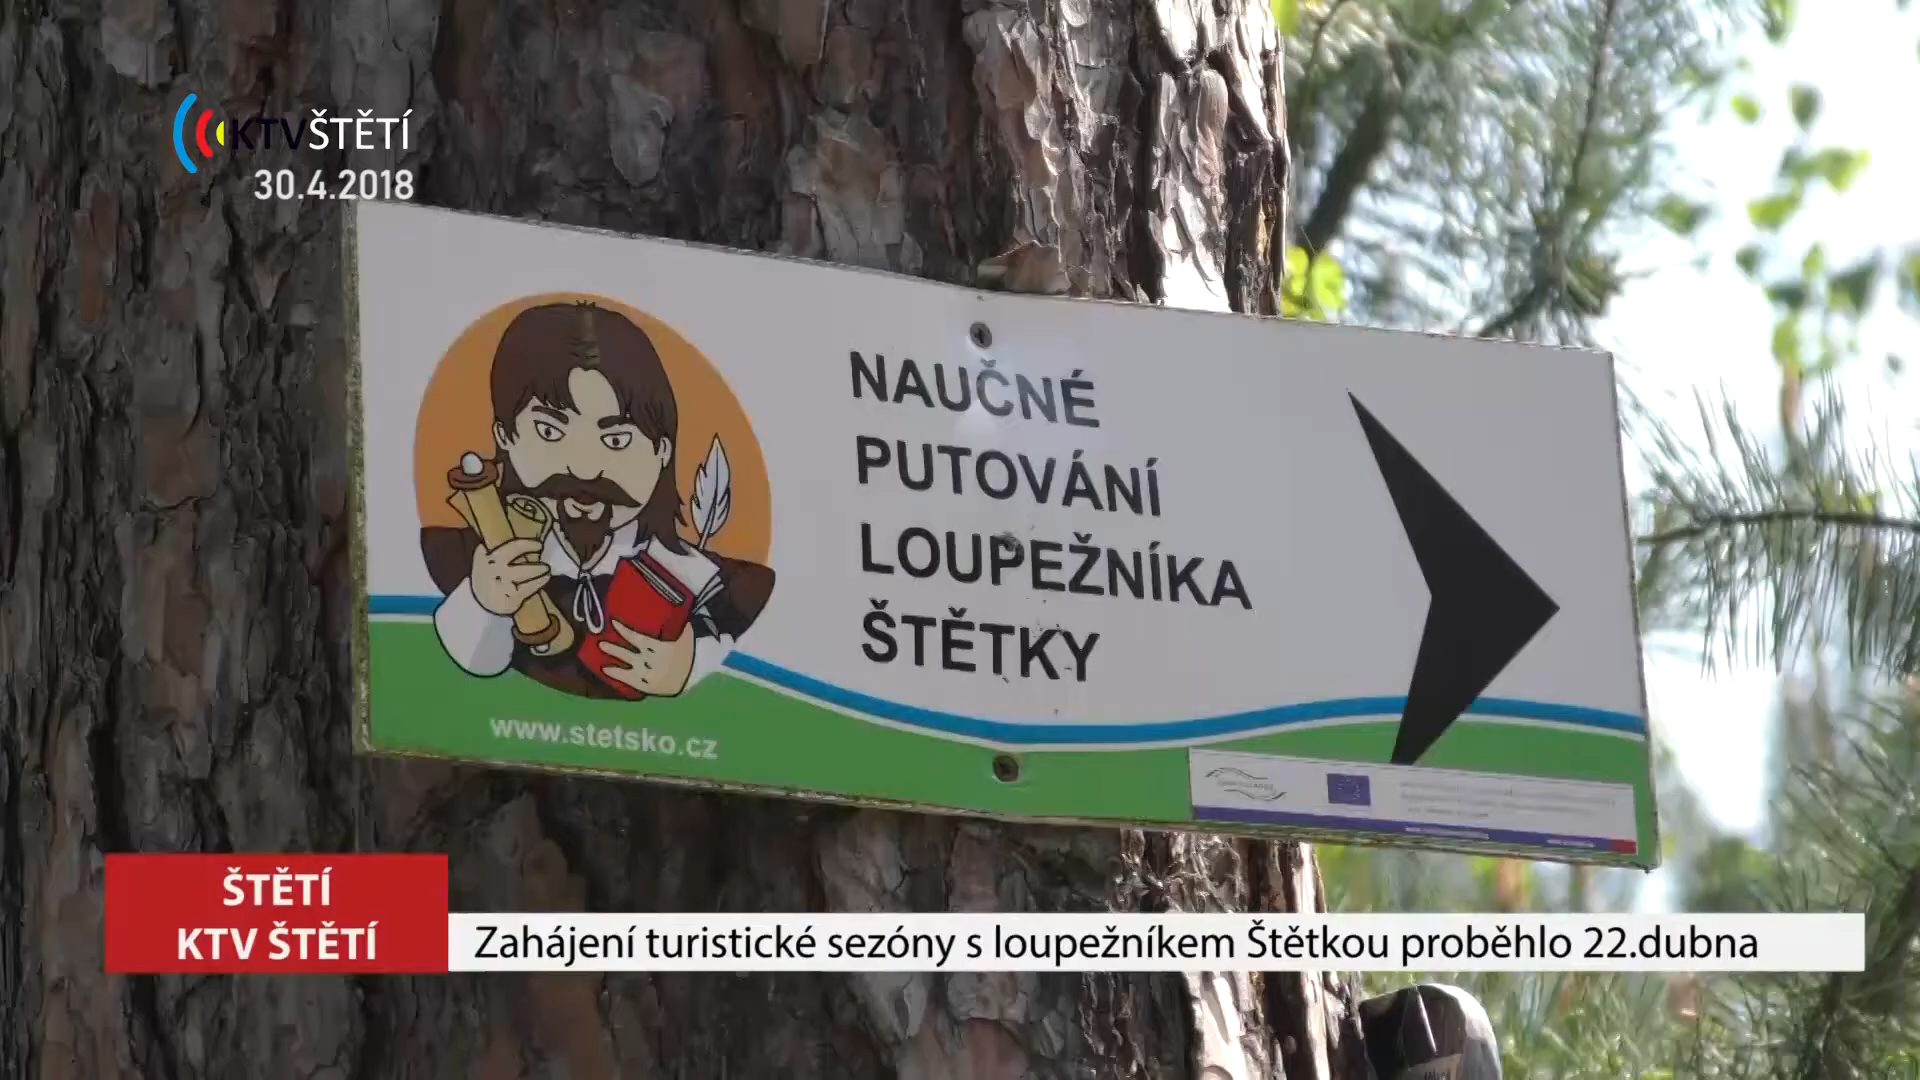 KTVŠTĚTÍ
30.4.2018
NAUČNÉ
PUTOVÁNÍ
LOUPEŽNÍKA
ŠTĚTKY
www.stetsko.cz
ŠTĚTÍ
KTV ŠTĚTÍ
Zahájení turistické sezóny s loupežníkem Štětkou proběhlo 22.dubna